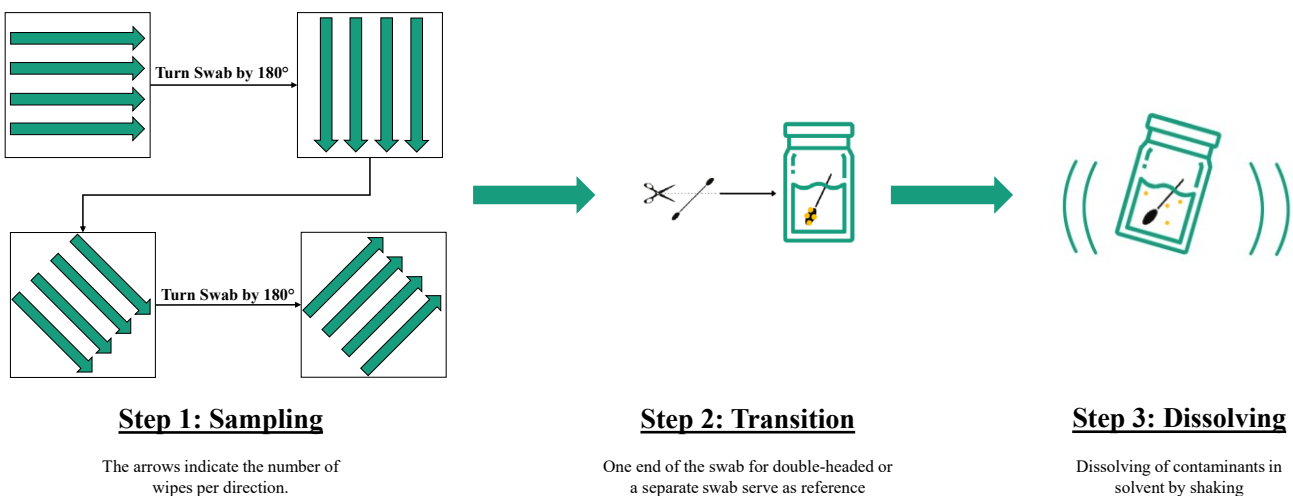 Turn Swab by 180°
Turn Swab by 180°
Step 1: Sampling
The arrows indicate the number of
wipes per direction.
Step 2: Transition
One end of the swab for double-headed or
a separate swab serve as reference
Step 3: Dissolving
Dissolving of contaminants in
solvent by shaking